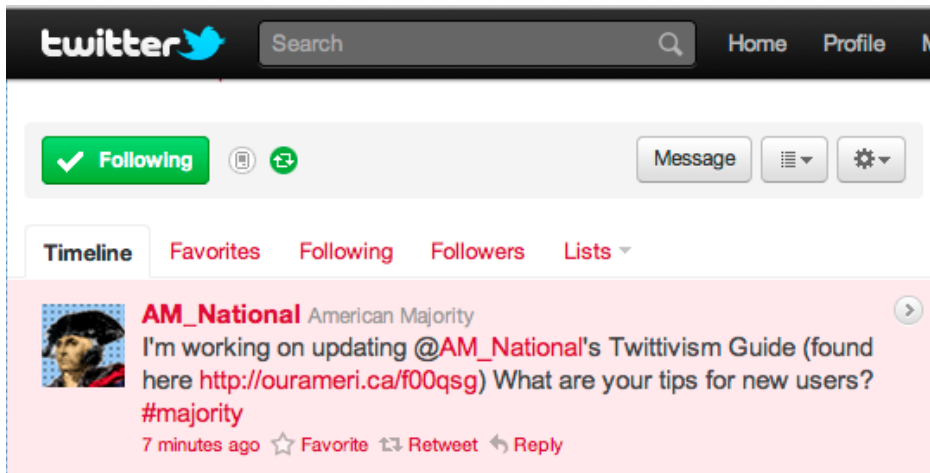 twitter Search Home Profile
Following Message
Timeline Favorites Following Followers Lists
AM_National American Majority
I'm working on updating @AM_National's Twittivism Guide (found
here http://ourameri.ca/f00qsg) What are your tips for new users?
#majority
7 minutes ago Favorite Retweet Reply